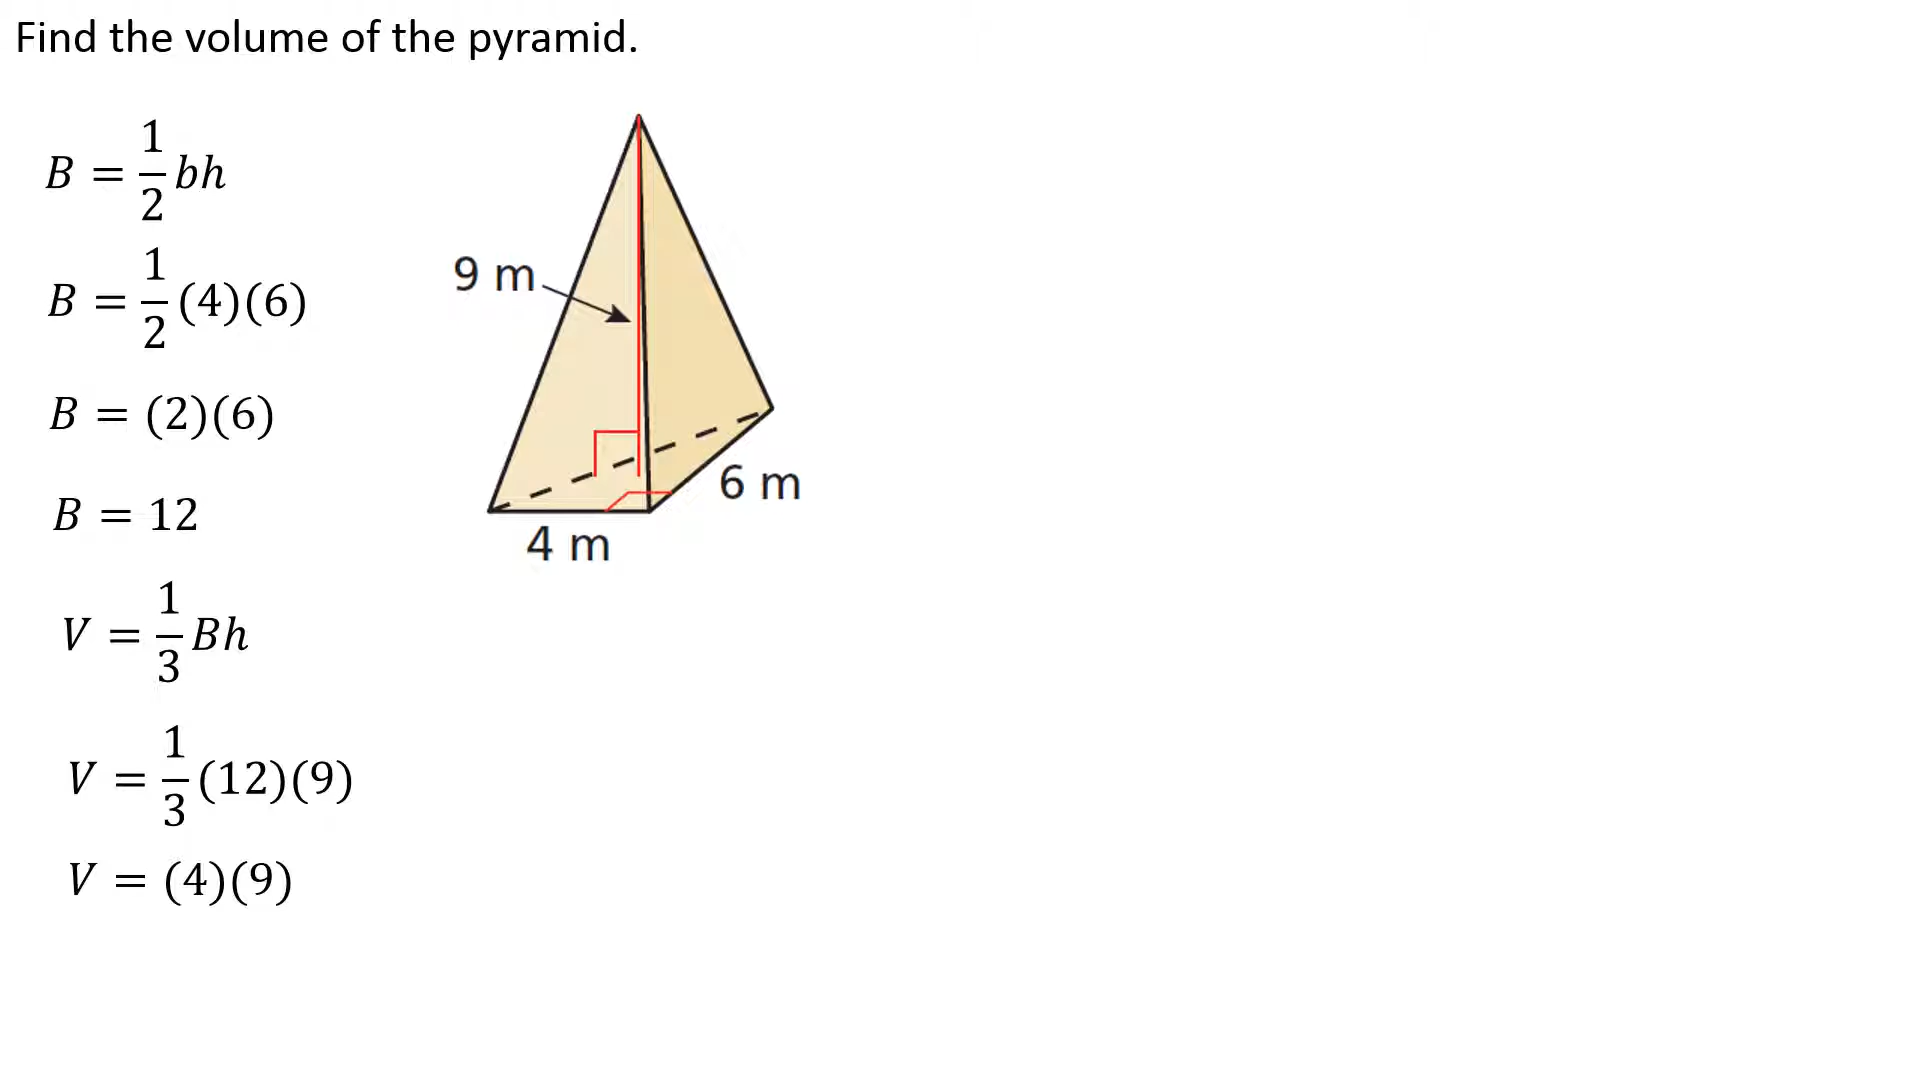 Find the volume of the pyramid.
B = 1/2 bh
B = 1/2 (4)(6)
B = (2)(6)
B = 12
V = 1/3 Bh
V = 1/3 (12)(9)
V = (4)(9)
9 m
6 m
4 m